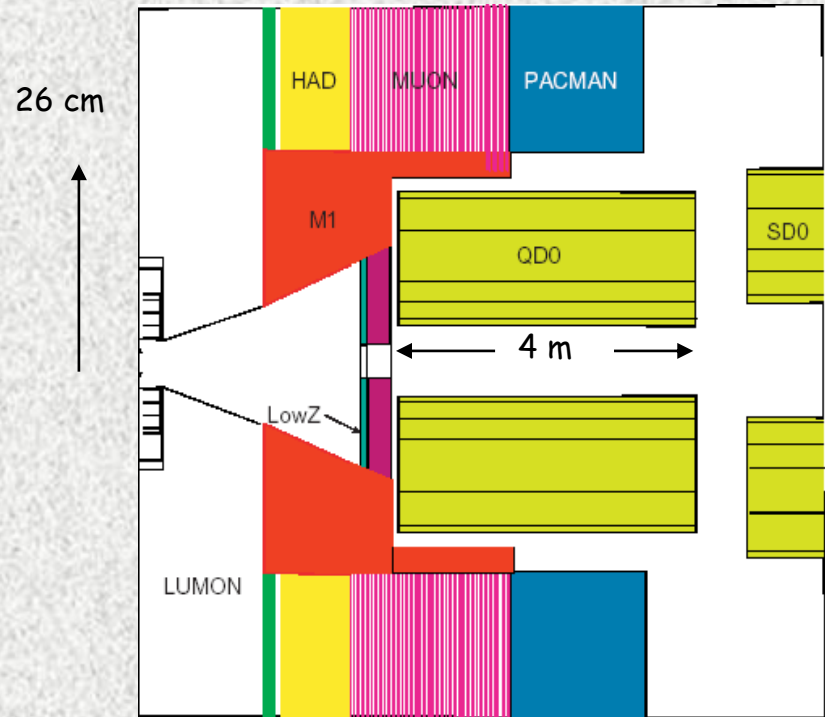 HAD
MUON
PACMAN
26 cm
M1
SD0
QD0
4 m
LowZ
LUMON